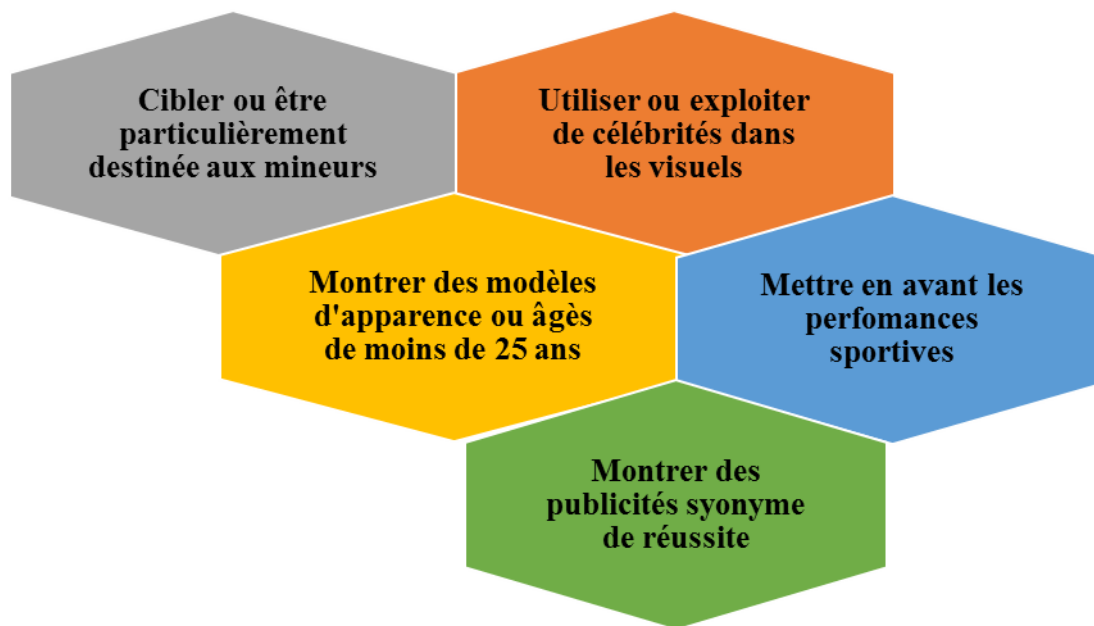 Cibler ou être
particulièrement
destinée aux mineurs
Utiliser ou exploiter
de célébrités dans
les visuels
Montrer des modèles
d'apparence ou âgès
de moins de 25 ans
Mettre en avant les
perfomances
sportives
Montrer des
publicités syonyme
de réussite